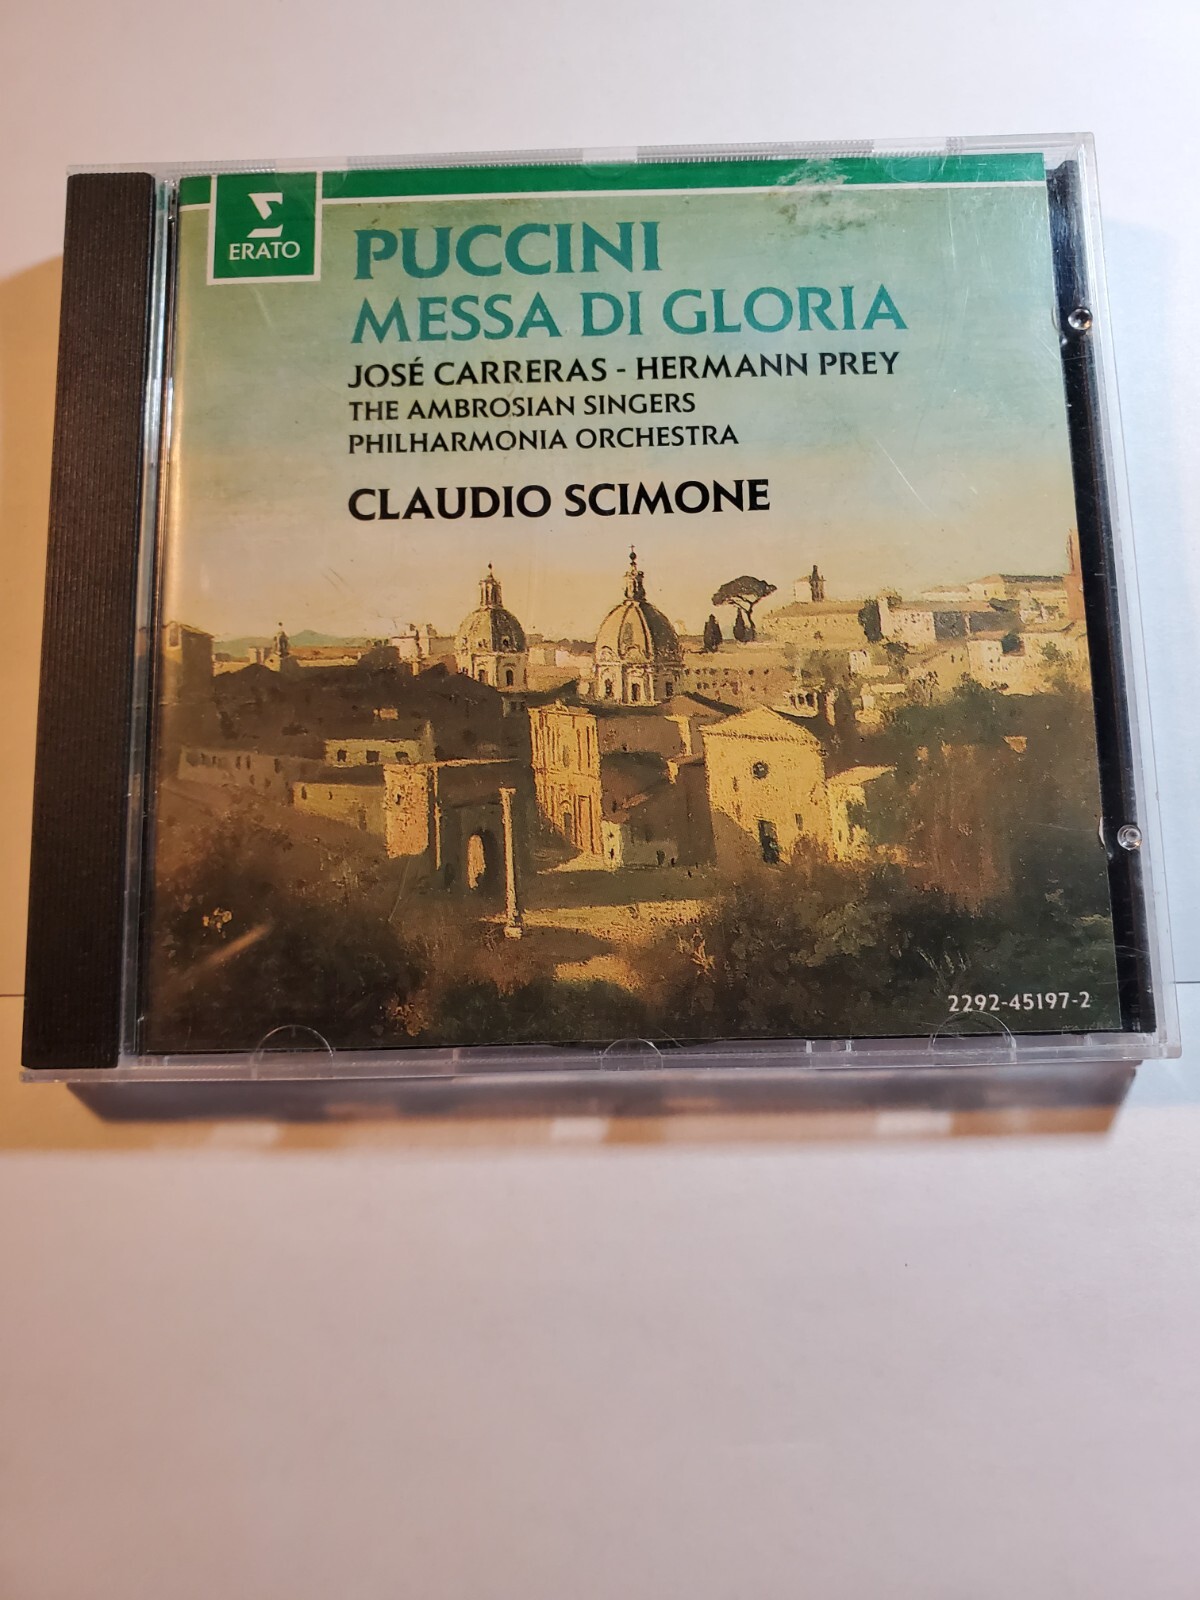 ERATO
PUCCINI
MESSA DI GLORIA
JOSÉ CARRERAS - HERMANN PREY
THE AMBROSIAN SINGERS
PHILHARMONIA ORCHESTRA
CLAUDIO SCIMONE
2292-45197-2